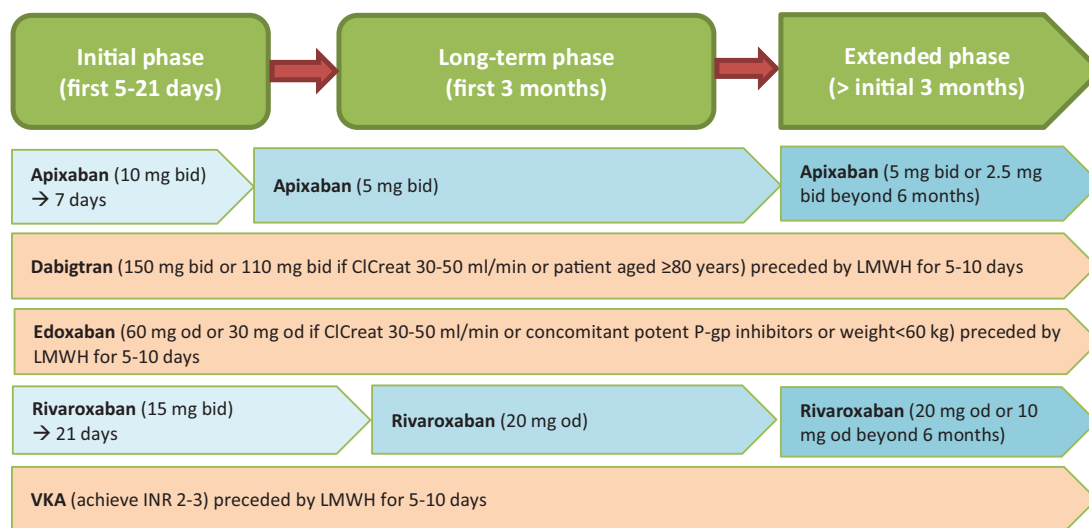 Initial phase
(first 5-21 days)
Long-term phase
(first 3 months)
Extended phase
(> initial 3 months)
Apixaban (10 mg bid)
→ 7 days
Apixaban (5 mg bid)
Apixaban (5 mg bid or 2.5 mg
bid beyond 6 months)
Dabigtran (150 mg bid or 110 mg bid if ClCreat 30-50 ml/min or patient aged ≥80 years) preceded by LMWH for 5-10 days
Edoxaban (60 mg od or 30 mg od if ClCreat 30-50 ml/min or concomitant potent P-gp inhibitors or weight<60 kg) preceded by
LMWH for 5-10 days
Rivaroxaban (15 mg bid)
→ 21 days
Rivaroxaban (20 mg od)
Rivaroxaban (20 mg od or 10
mg od beyond 6 months)
VKA (achieve INR 2-3) preceded by LMWH for 5-10 days